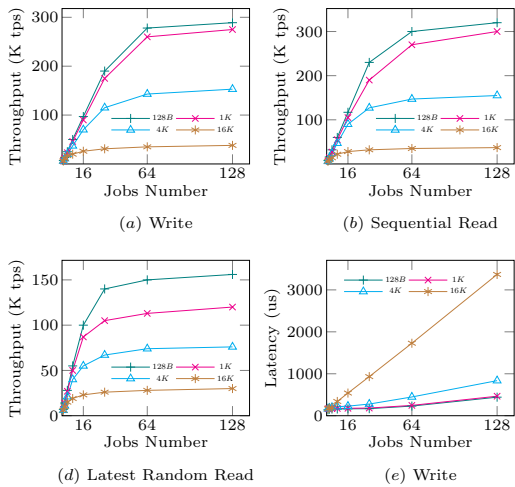 Throughput (K tps)
300
200
100
128B 1K
4K 16K
16 64 128
Jobs Number
(a) Write
Throughput (K tps)
300
200
100
128B 1K
4K 16K
16 64 128
Jobs Number
(b) Sequential Read
Throughput (K tps)
150
100
50
0
128B 1K
4K 16K
16 64 128
Jobs Number
(d) Latest Random Read
Latency (us)
3000
2000
1000
0
128B 1K
4K 16K
16 64 128
Jobs Number
(e) Write